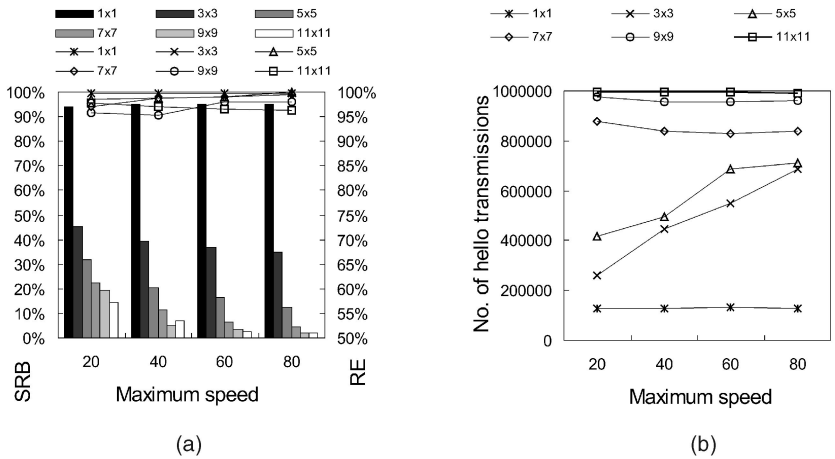 1x1 3x3 5x5
7x7 9x9 11x11
1x1 3x3 5x5
7x7 9x9 11x11
100% 100%
90% 95%
80% 90%
70% 85%
60% 80%
50% 75%
40% 70%
30% 65%
20% 60%
10% 55%
0% 50%
20 40 60 80
SRB
Maximum speed
RE
(a)
1x1 3x3 5x5
7x7 9x9 11x11
No. of hello transmissions
1000000
800000
600000
400000
200000
0
20 40 60 80
Maximum speed
(b)